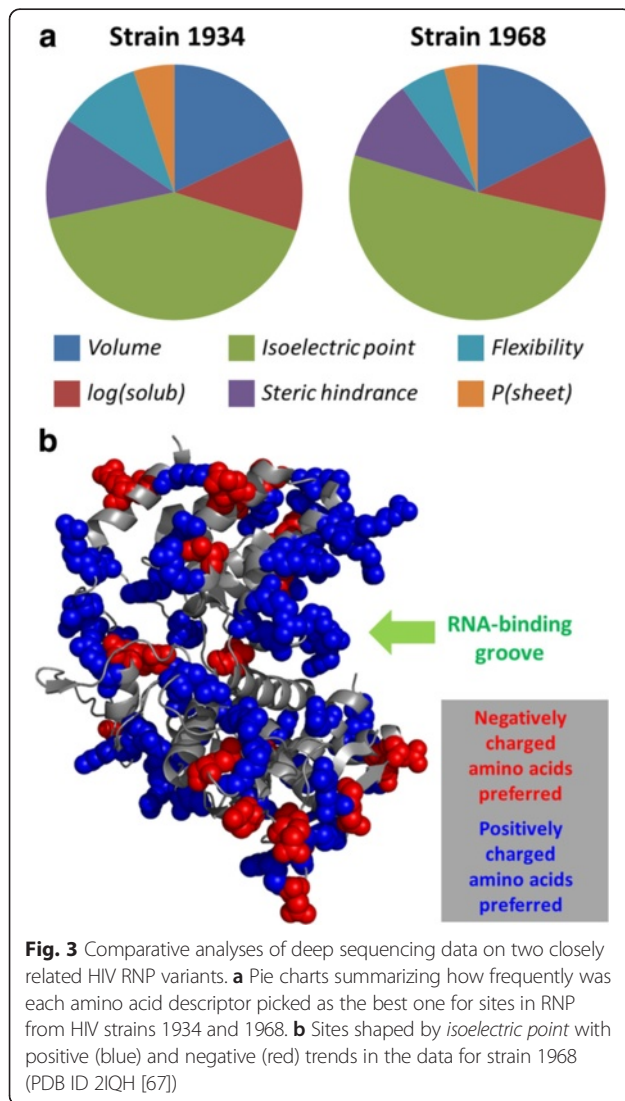 a
Strain 1934
Strain 1968
Volume
Isoelectric point
Flexibility
log(solub)
Steric hindrance
P(sheet)
b
RNA-binding
groove
Negatively
charged
amino acids
preferred
Positively
charged
amino acids
preferred
Fig. 3 Comparative analyses of deep sequencing data on two closely
related HIV RNP variants. a Pie charts summarizing how frequently was
each amino acid descriptor picked as the best one for sites in RNP
from HIV strains 1934 and 1968. b Sites shaped by isoelectric point with
positive (blue) and negative (red) trends in the data for strain 1968
(PDB ID 2IQH [67])